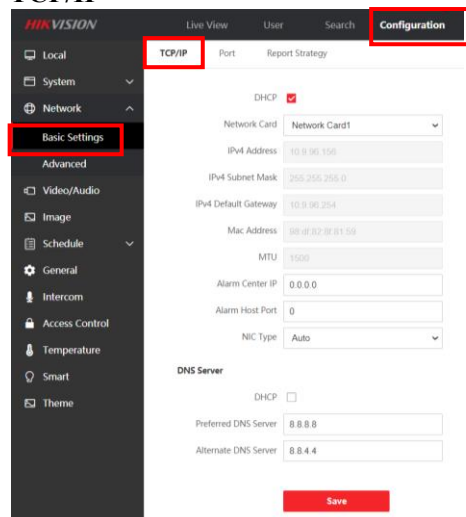 TCP/IP
HIKVISION Live View User Search Configuration
Local TCP/IP Port Report Strategy
System
DHCP
Network
Network Card Network Card1
Basic Settings
IPv4 Address 10.9.96.156
Advanced
IPv4 Subnet Mask 255.255.255.0
Video/Audio
IPv4 Default Gateway 10.9.96.254
Image
Mac Address
Schedule
MTU 1500
General
Alarm Center IP 0.0.0.0
Intercom
Alarm Host Port 0
Access Control
NIC Type Auto
Temperature
DNS Server
Smart
DHCP
Theme
Preferred DNS Server 8.8.8.8
Alternate DNS Server 8.8.4.4
Save